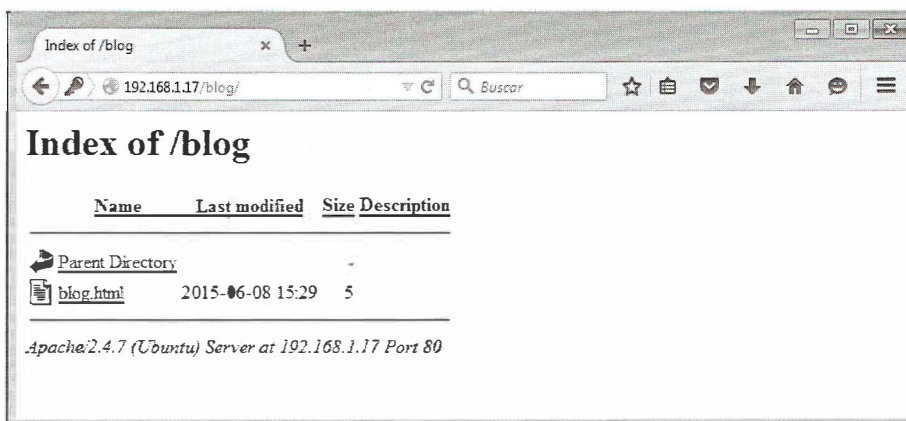 Index of /blog
192.168.1.17/blog/
Buscar
Index of /blog
Name Last modified Size Description
Parent Directory -
blog.html 2015-06-08 15:29 5
Apache/2.4.7 (Ubuntu) Server at 192.168.1.17 Port 80